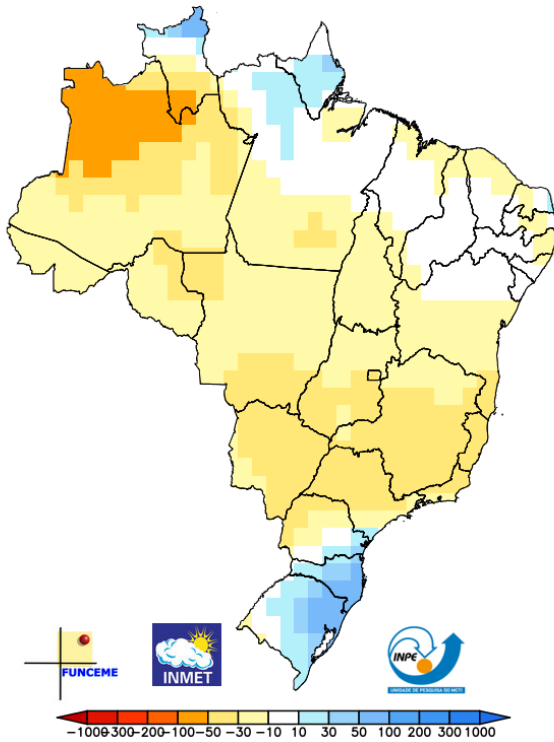 FUNCEME
INMET
INPE
UNIDADE DE PESQUISA DO MCTI
-1000-300-200-100-50 -30 -10 10 30 50 100 200 300 1000